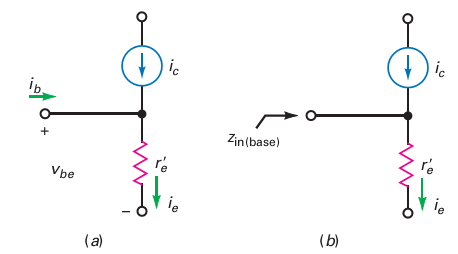 i_c
i_b
+
v_be
r'_e
i_e
–
(a)
i_c
z_in(base)
r'_e
i_e
(b)